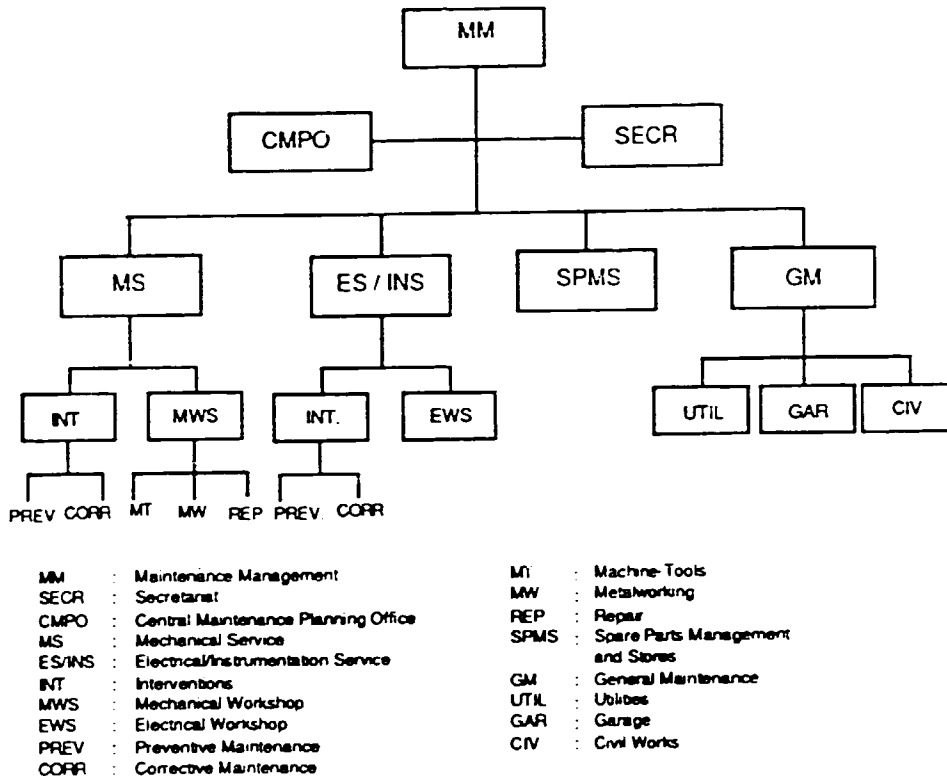 MM
CMPO
SECR
MS
ES / INS
SPMS
GM
INT
MWS
INT.
EWS
UTIL
GAR
CIV
PREV CORR MT MW REP PREV. CORR
MM : Maintenance Management
SECR : Secretariat
CMPO : Central Maintenance Planning Office
MS : Mechanical Service
ES/INS : Electrical/Instrumentation Service
INT : Interventions
MWS : Mechanical Workshop
EWS : Electrical Workshop
PREV : Preventive Maintenance
CORR : Corrective Maintenance
MT : Machine-Tools
MW : Metalworking
REP : Repair
SPMS : Spare Parts Management
and Stores
GM : General Maintenance
UTIL : Utilities
GAR : Garage
CIV : Civil Works